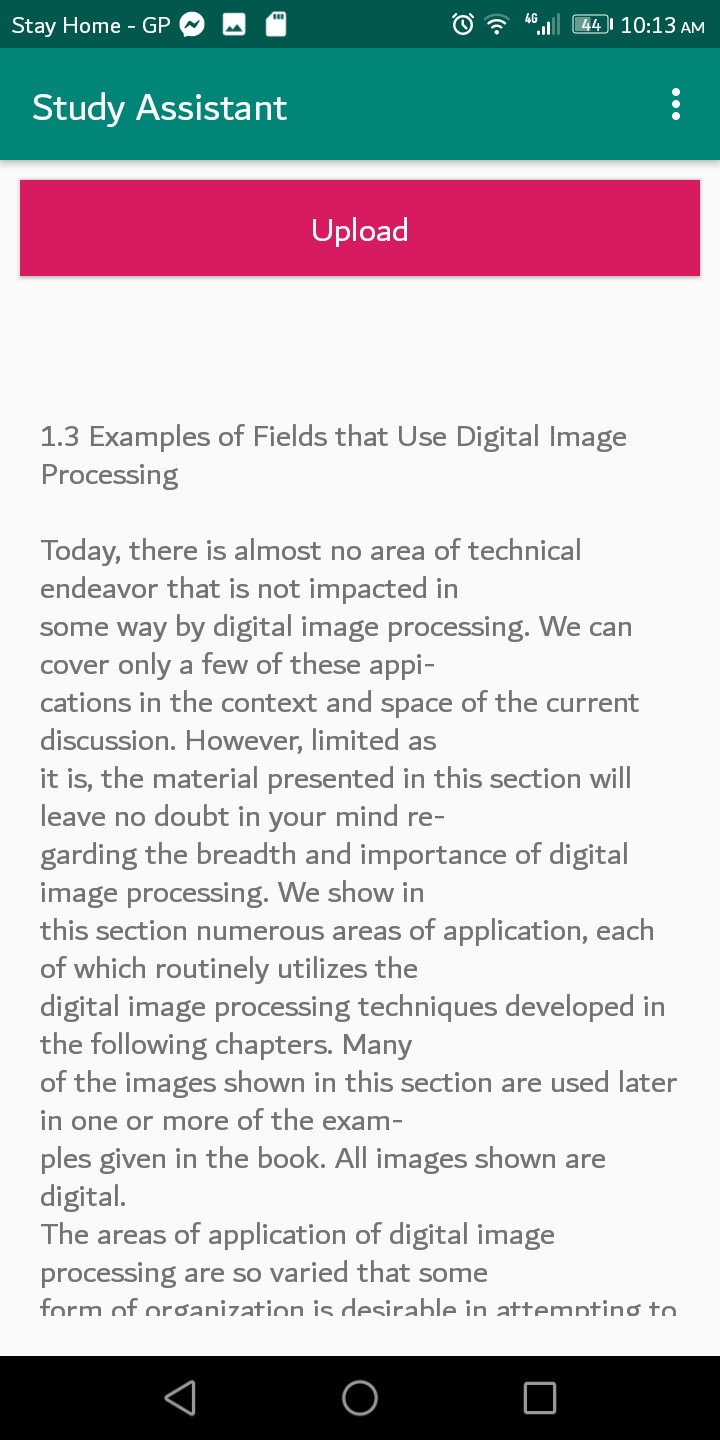 Stay Home - GP
4G
44
10:13 AM
Study Assistant
Upload
1.3 Examples of Fields that Use Digital Image
Processing
Today, there is almost no area of technical
endeavor that is not impacted in
some way by digital image processing. We can
cover only a few of these appi-
cations in the context and space of the current
discussion. However, limited as
it is, the material presented in this section will
leave no doubt in your mind re-
garding the breadth and importance of digital
image processing. We show in
this section numerous areas of application, each
of which routinely utilizes the
digital image processing techniques developed in
the following chapters. Many
of the images shown in this section are used later
in one or more of the exam-
ples given in the book. All images shown are
digital.
The areas of application of digital image
processing are so varied that some
form of organization is desirable in attempting to